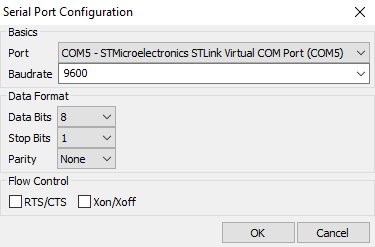 Serial Port Configuration
Basics
Port COM5 - STMicroelectronics STLink Virtual COM Port (COM5)
Baudrate 9600
Data Format
Data Bits 8
Stop Bits 1
Parity None
Flow Control
RTS/CTS Xon/Xoff
OK Cancel